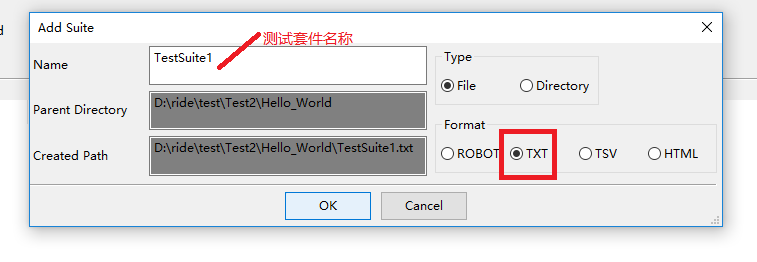 d
Add Suite
测试套件名称
Name
TestSuite1
Type
File
Directory
Parent Directory
D:\ride\test\Test2\Hello_World
Format
Created Path
D:\ride\test\Test2\Hello_World\TestSuite1.txt
ROBOT
TXT
TSV
HTML
OK
Cancel